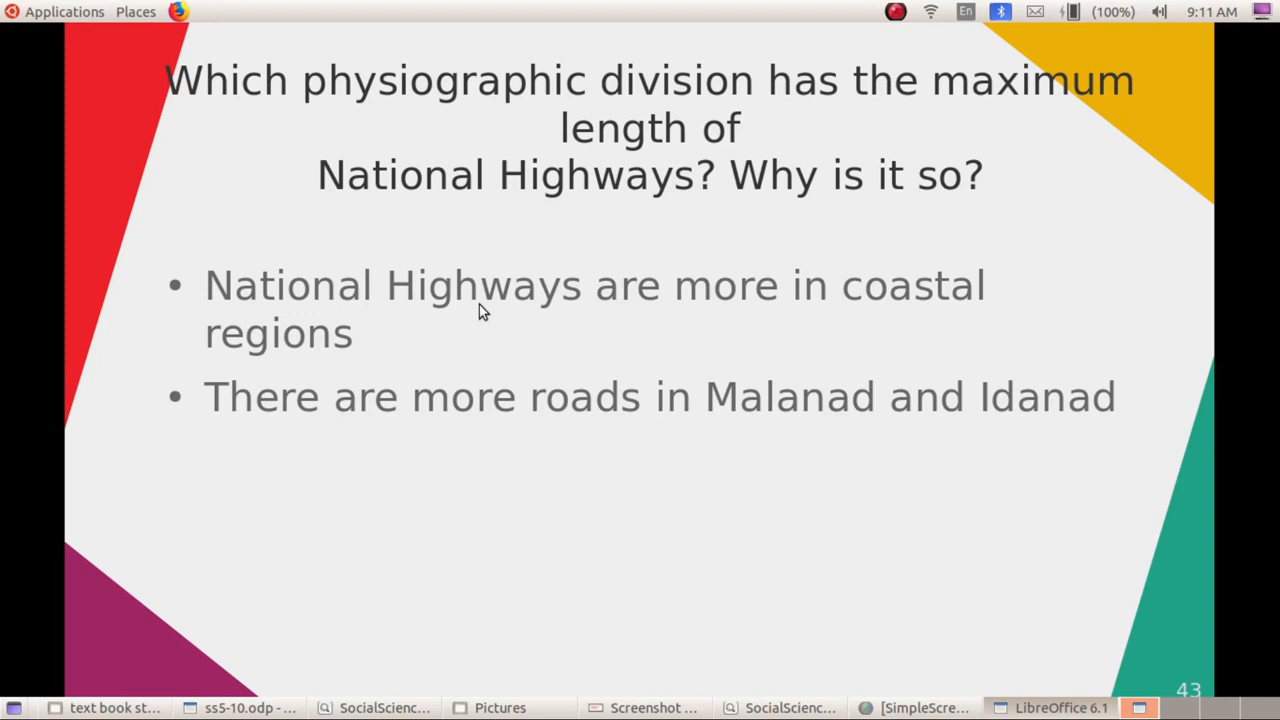 Applications Places En (100%) 9:11 AM
Which physiographic division has the maximum
length of
National Highways? Why is it so?
• National Highways are more in coastal
regions
• There are more roads in Malanad and Idanad
43
text book st... ss5-10.odp - ... SocialScienc... Pictures Screenshot ... SocialScienc... [SimpleScre... LibreOffice 6.1